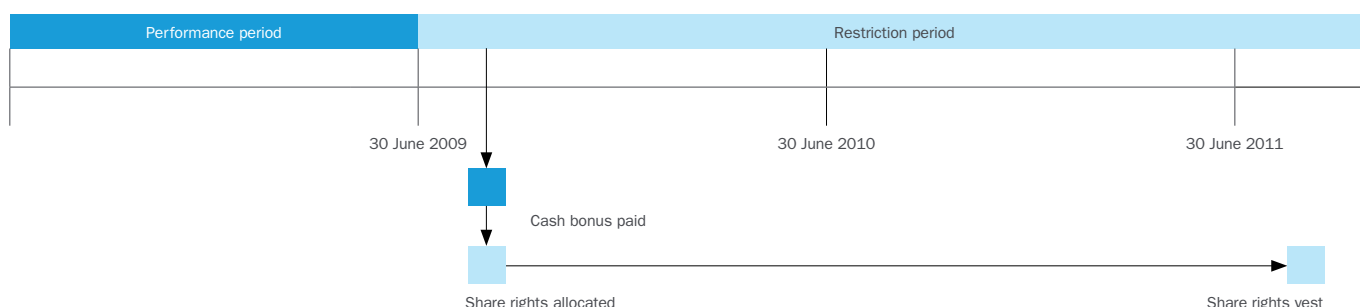 Performance period
Restriction period
30 June 2009
30 June 2010
30 June 2011
Cash bonus paid
Share rights allocated
Share rights vest